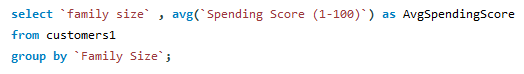 select `family size` , avg(`Spending Score (1-100)`) as AvgSpendingScore
from customers1
group by `Family Size`;